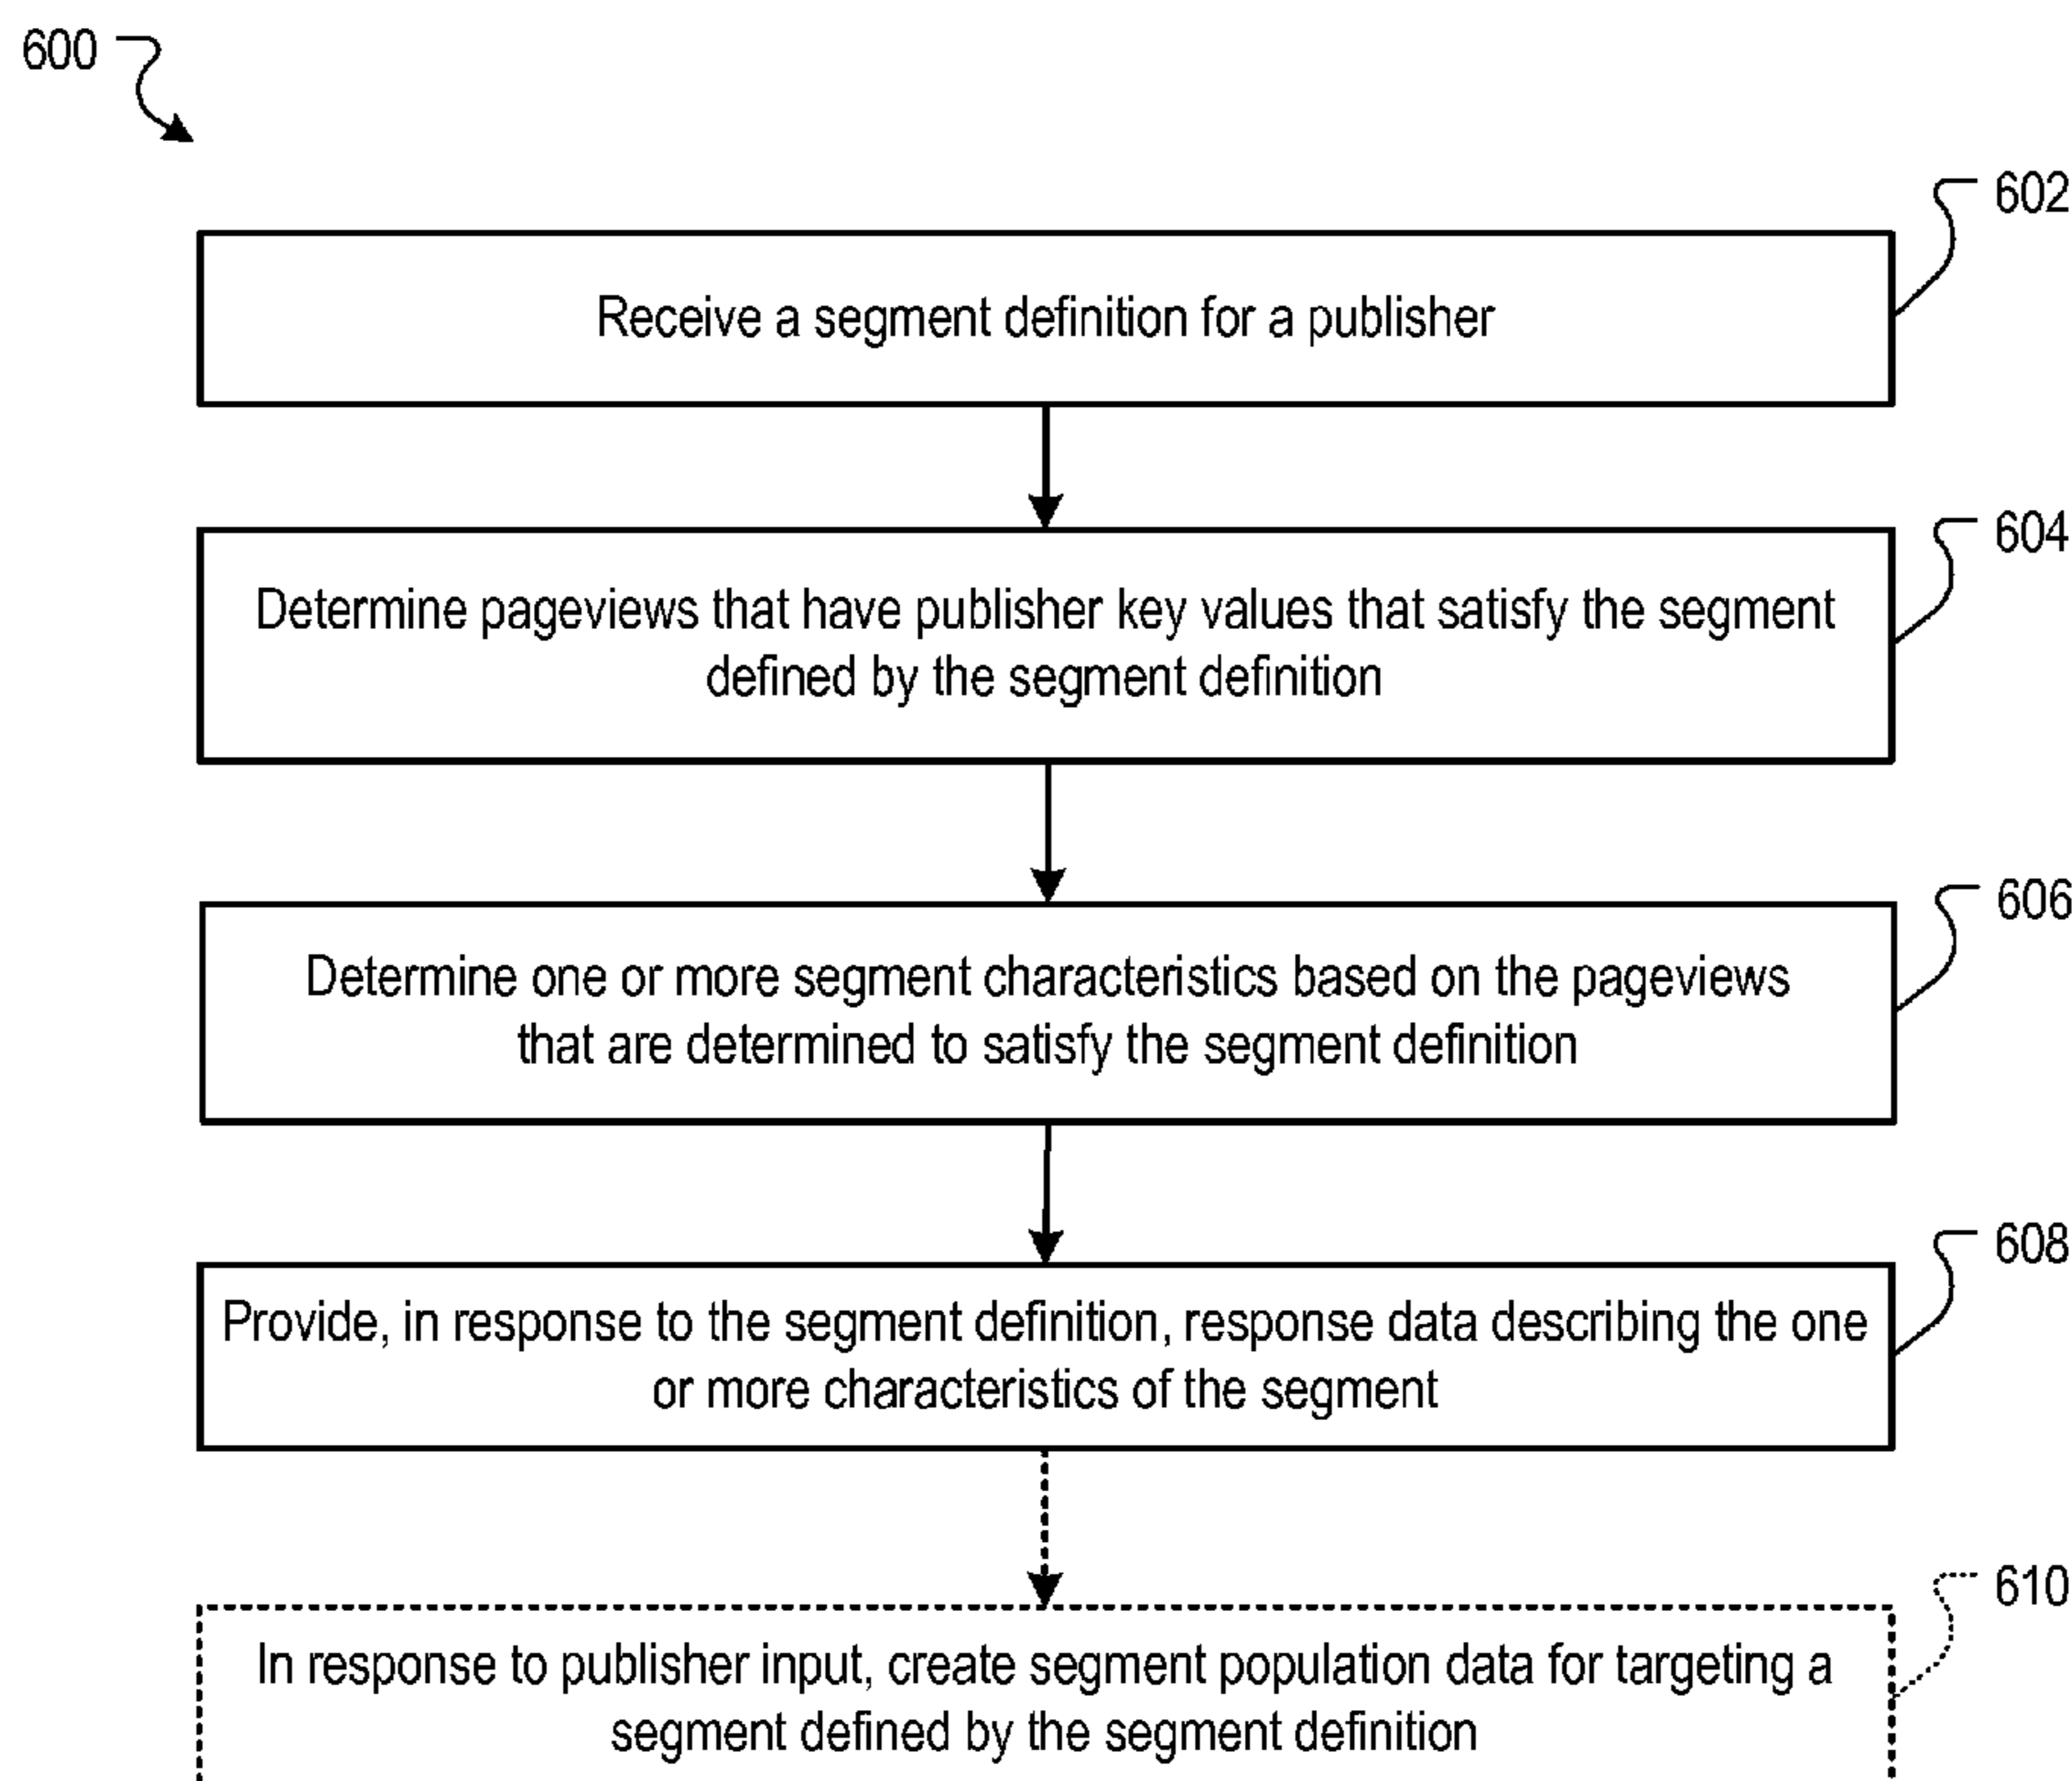 600
602
Receive a segment definition for a publisher
604
Determine pageviews that have publisher key values that satisfy the segment
defined by the segment definition
606
Determine one or more segment characteristics based on the pageviews
that are determined to satisfy the segment definition
608
Provide, in response to the segment definition, response data describing the one
or more characteristics of the segment
610
In response to publisher input, create segment population data for targeting a
segment defined by the segment definition